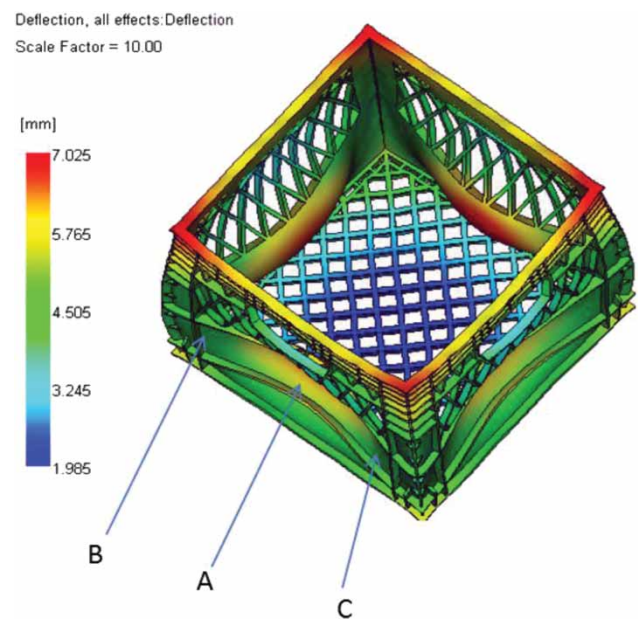 Deflection, all effects:Deflection
Scale Factor = 10.00
[mm]
7.025
5.765
4.505
3.245
1.985
B
A
C